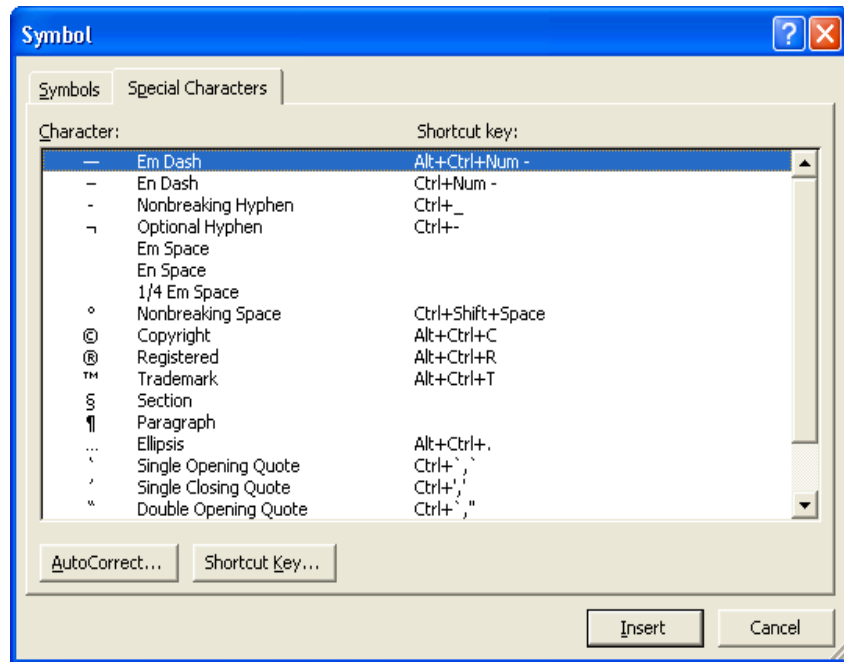 Symbol
Symbols Special Characters
Character: Shortcut key:
— Em Dash Alt+Ctrl+Num -
– En Dash Ctrl+Num -
- Nonbreaking Hyphen Ctrl+_
¬ Optional Hyphen Ctrl+-
Em Space
En Space
1/4 Em Space
° Nonbreaking Space Ctrl+Shift+Space
© Copyright Alt+Ctrl+C
® Registered Alt+Ctrl+R
™ Trademark Alt+Ctrl+T
§ Section
¶ Paragraph
… Ellipsis Alt+Ctrl+.
‘ Single Opening Quote Ctrl+`,`
’ Single Closing Quote Ctrl+','
“ Double Opening Quote Ctrl+`,"
AutoCorrect... Shortcut Key...
Insert Cancel